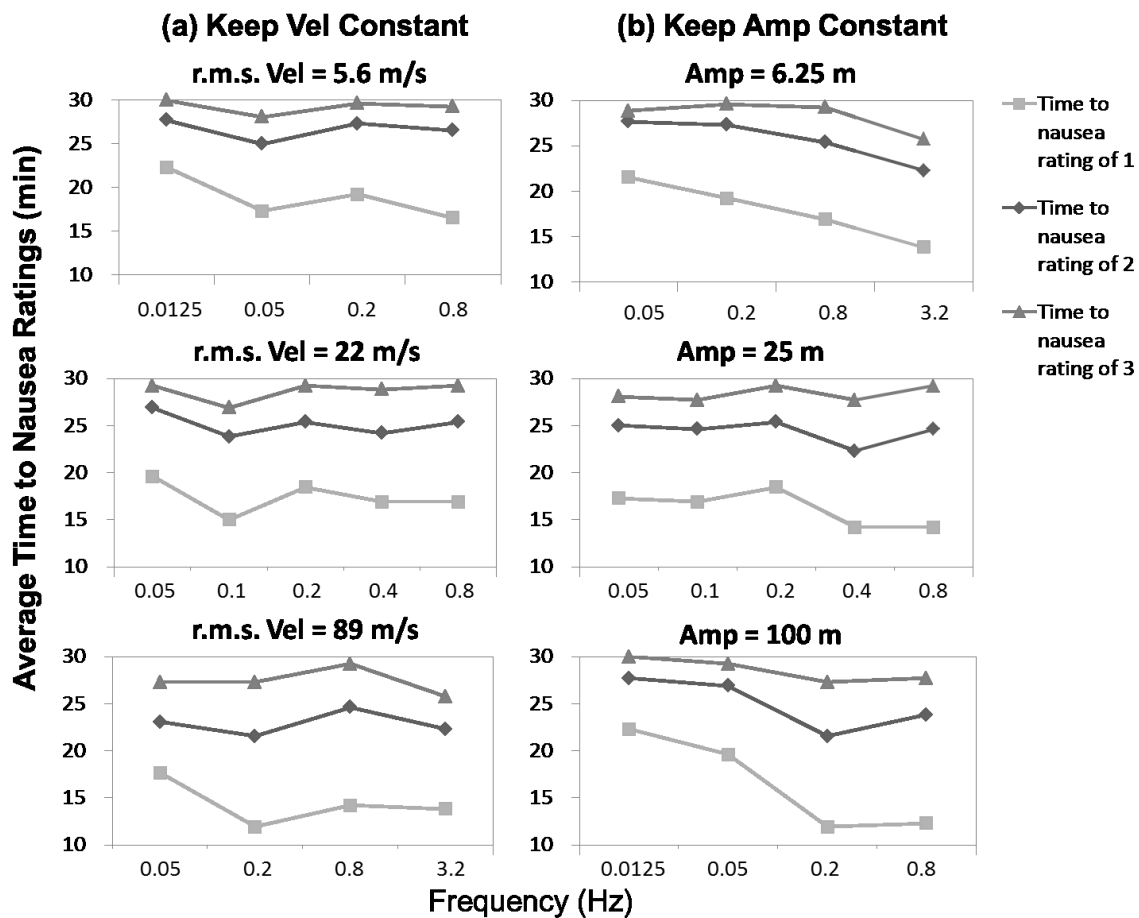 (a) Keep Vel Constant
(b) Keep Amp Constant
Average Time to Nausea Ratings (min)
r.m.s. Vel = 5.6 m/s
30
25
20
15
10
0.0125 0.05 0.2 0.8
Amp = 6.25 m
30
25
20
15
10
0.05 0.2 0.8 3.2
Time to
nausea
rating of 1
Time to
nausea
rating of 2
Time to
nausea
rating of 3
r.m.s. Vel = 22 m/s
30
25
20
15
10
0.05 0.1 0.2 0.4 0.8
Amp = 25 m
30
25
20
15
10
0.05 0.1 0.2 0.4 0.8
r.m.s. Vel = 89 m/s
30
25
20
15
10
0.05 0.2 0.8 3.2
Amp = 100 m
30
25
20
15
10
0.0125 0.05 0.2 0.8
Frequency (Hz)